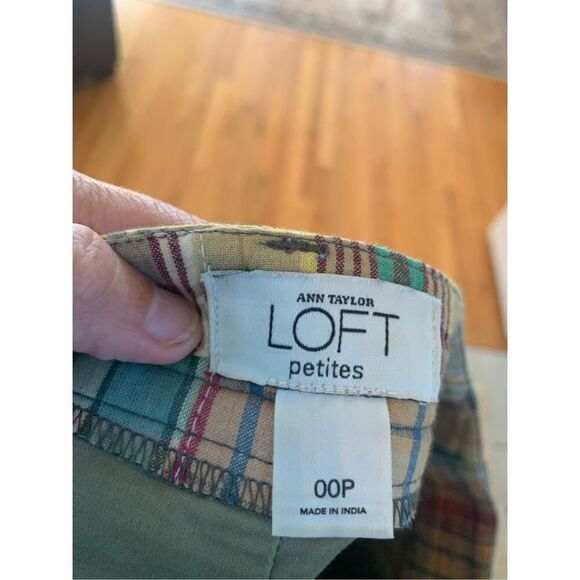 ANN TAYLOR
LOFT
petites
00P
MADE IN INDIA